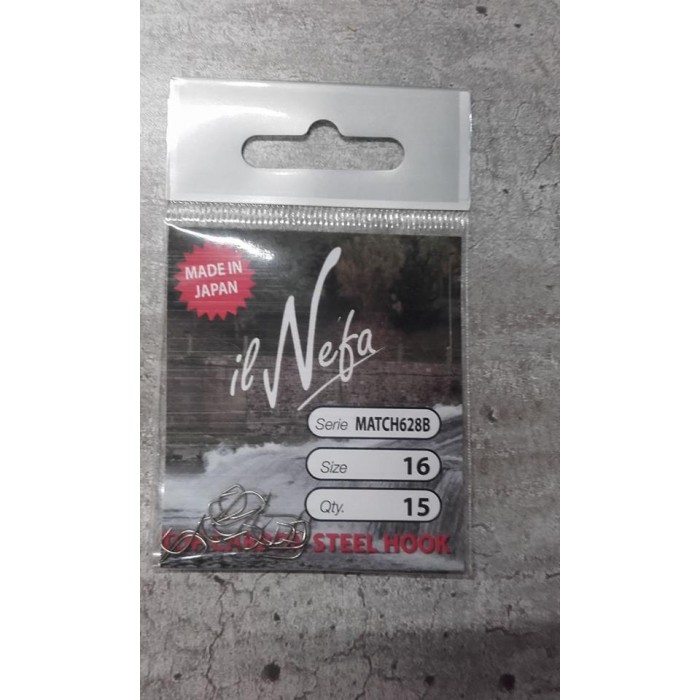 MADE IN
JAPAN
il Nefa
Serie MATCH628B
Size 16
Qty. 15
STEEL HOOK